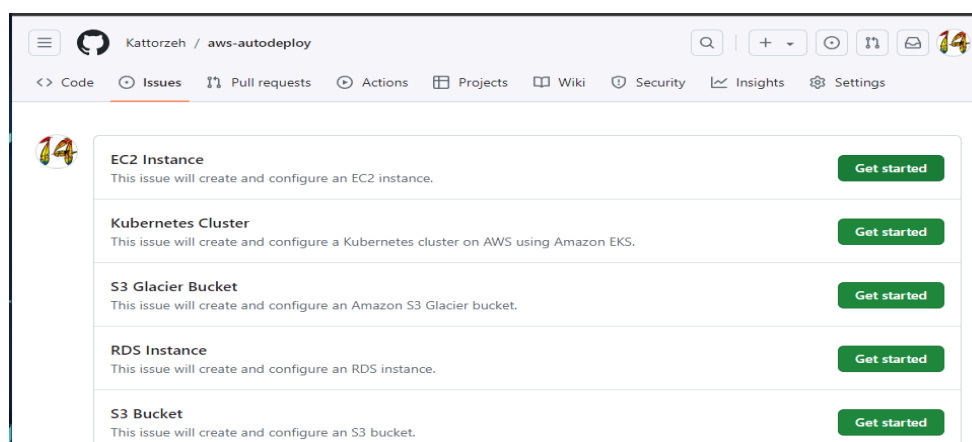 Kattorzeh / aws-autodeploy
<> Code Issues Pull requests Actions Projects Wiki Security Insights Settings
14
14
EC2 Instance
This issue will create and configure an EC2 instance.
Get started
Kubernetes Cluster
This issue will create and configure a Kubernetes cluster on AWS using Amazon EKS.
Get started
S3 Glacier Bucket
This issue will create and configure an Amazon S3 Glacier bucket.
Get started
RDS Instance
This issue will create and configure an RDS instance.
Get started
S3 Bucket
This issue will create and configure an S3 bucket.
Get started